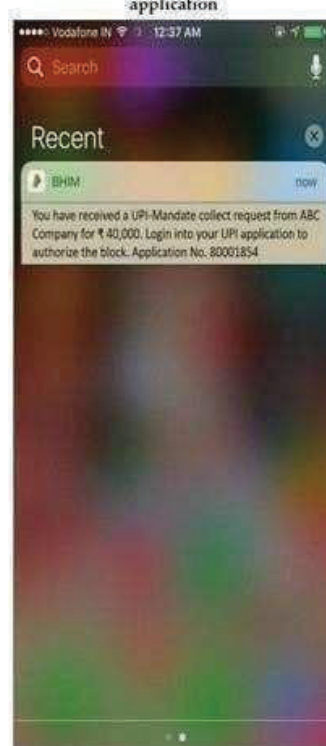 application
Vodafone IN 12:37 AM
Search
Recent
BHIM now
You have received a UPI-Mandate collect request from ABC
Company for ₹ 40,000. Login into your UPI application to
authorize the block. Application No. 80001854